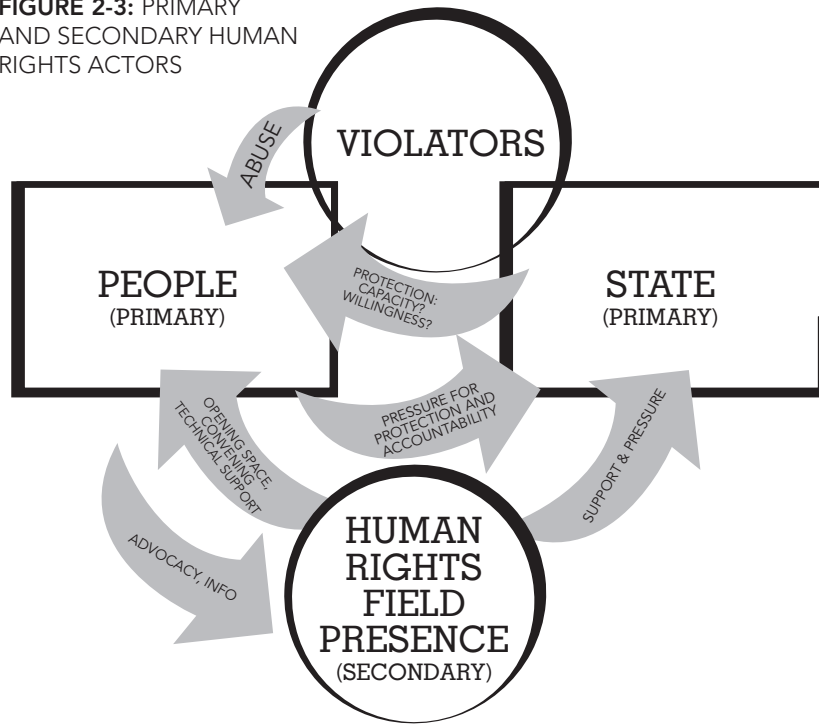 FIGURE 2-3: PRIMARY
AND SECONDARY HUMAN
RIGHTS ACTORS
VIOLATORS
ABUSE
PEOPLE
(PRIMARY)
STATE
(PRIMARY)
PROTECTION:
CAPACITY?
WILLINGNESS?
PRESSURE FOR
PROTECTION AND
ACCOUNTABILITY
OPENING SPACE,
CONVENING
TECHNICAL SUPPORT
SUPPORT & PRESSURE
ADVOCACY, INFO
HUMAN
RIGHTS
FIELD
PRESENCE
(SECONDARY)